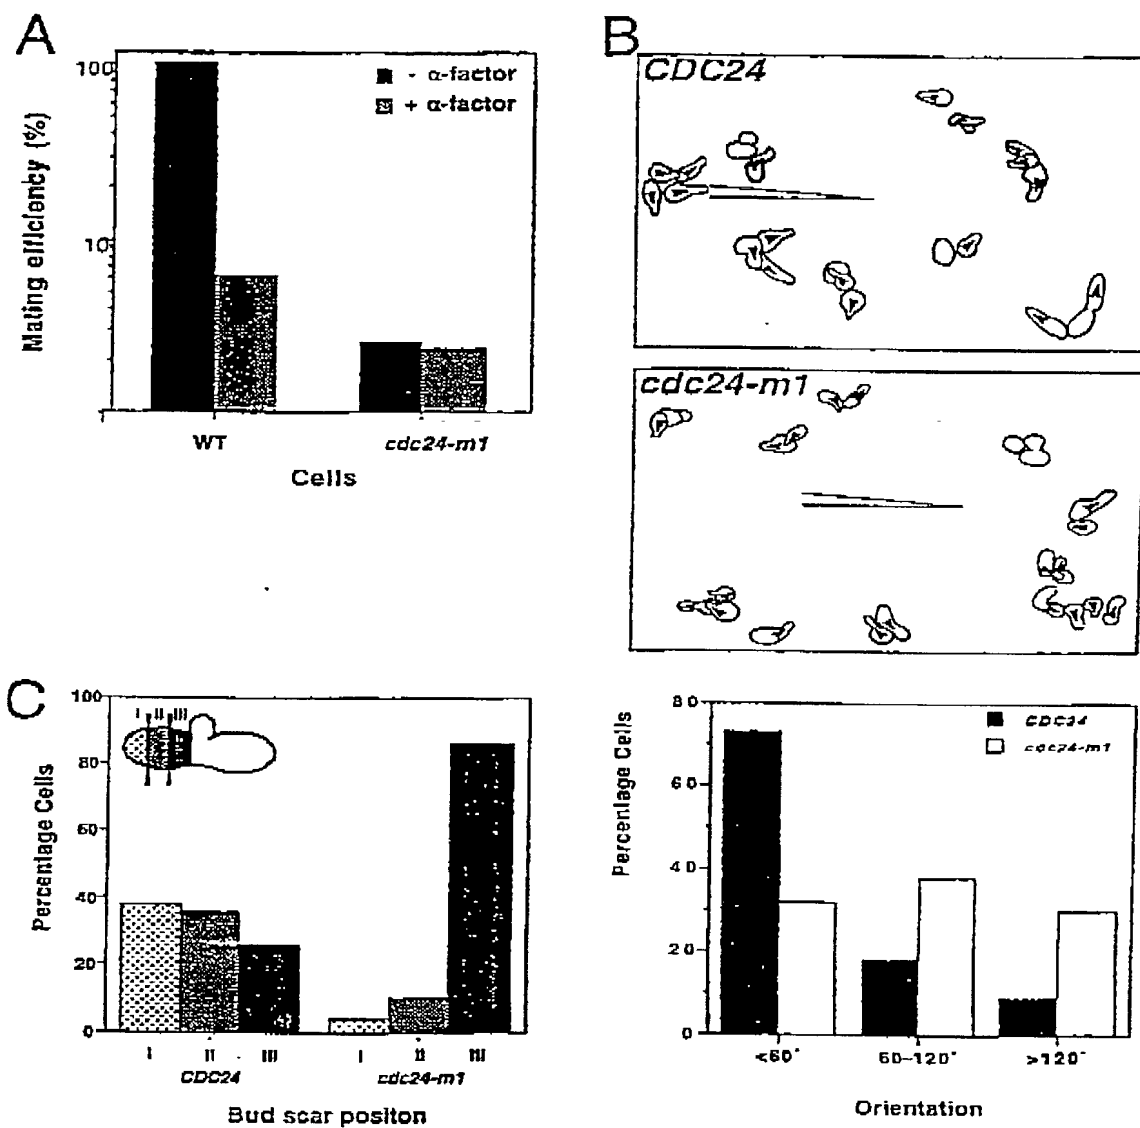 A
100
10
Mating efficiency (%)
- α-factor
+ α-factor
WT
cdc24-m1
Cells
B
CDC24
cdc24-m1
C
100
80
60
40
20
0
Percentage Cells
I II III
I II III I II III
CDC24 cdc24-m1
Bud scar positon
80
60
40
20
0
Percentage Cells
CDC24
cdc24-m1
<60° 60-120° >120°
Orientation